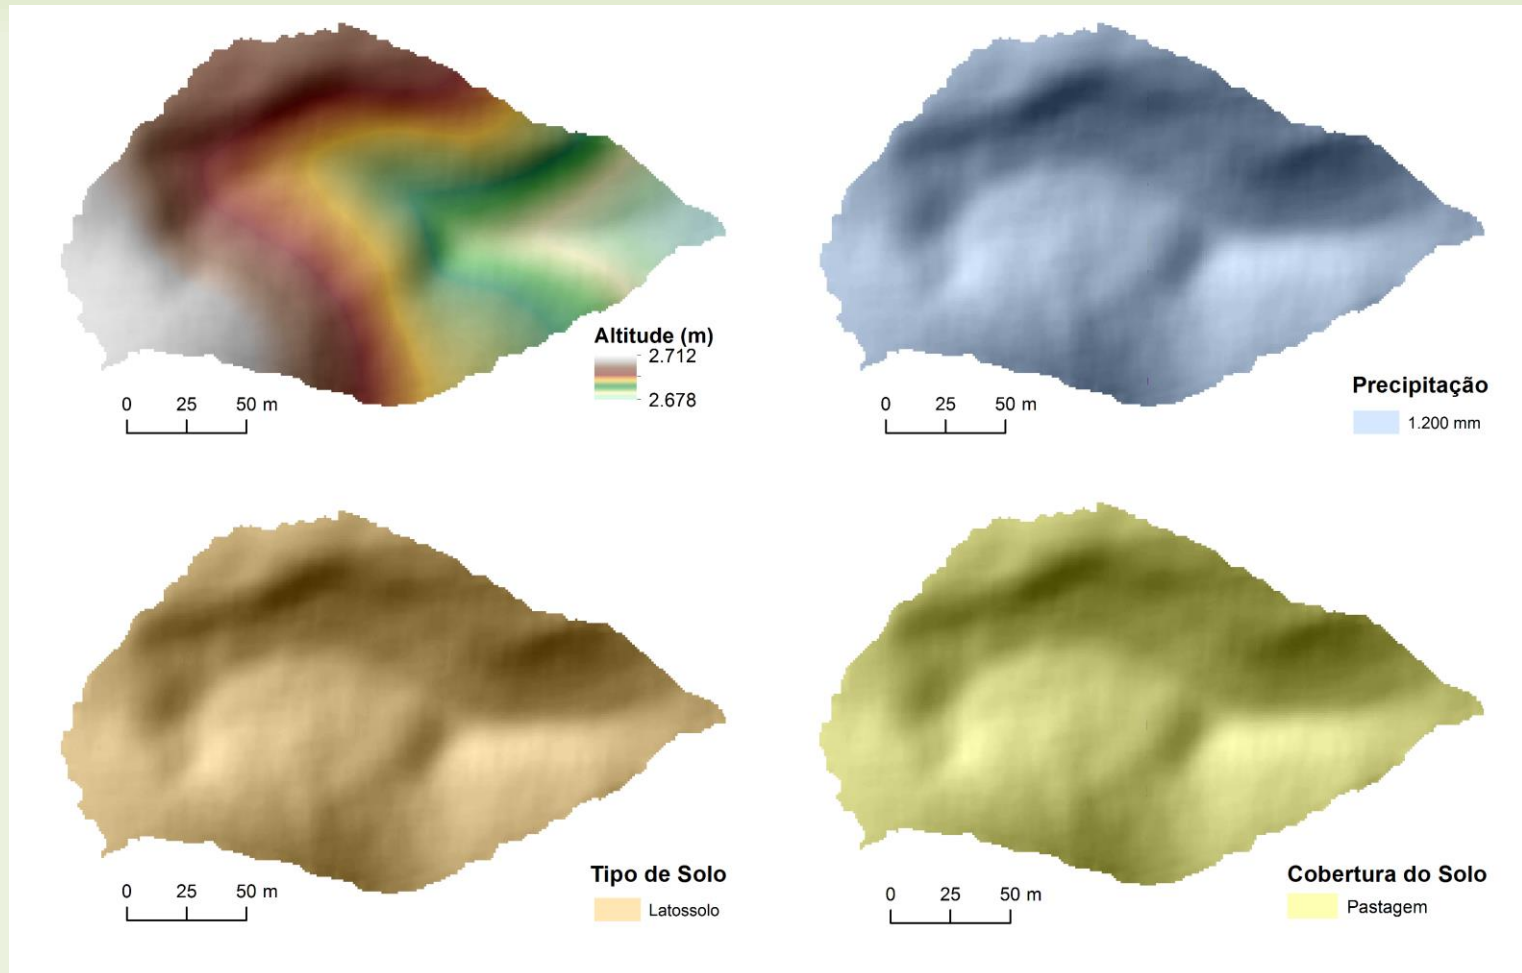 Altitude (m)
2.712
2.678
0 25 50 m
Precipitação
1.200 mm
0 25 50 m
Tipo de Solo
Latossolo
0 25 50 m
Cobertura do Solo
Pastagem
0 25 50 m